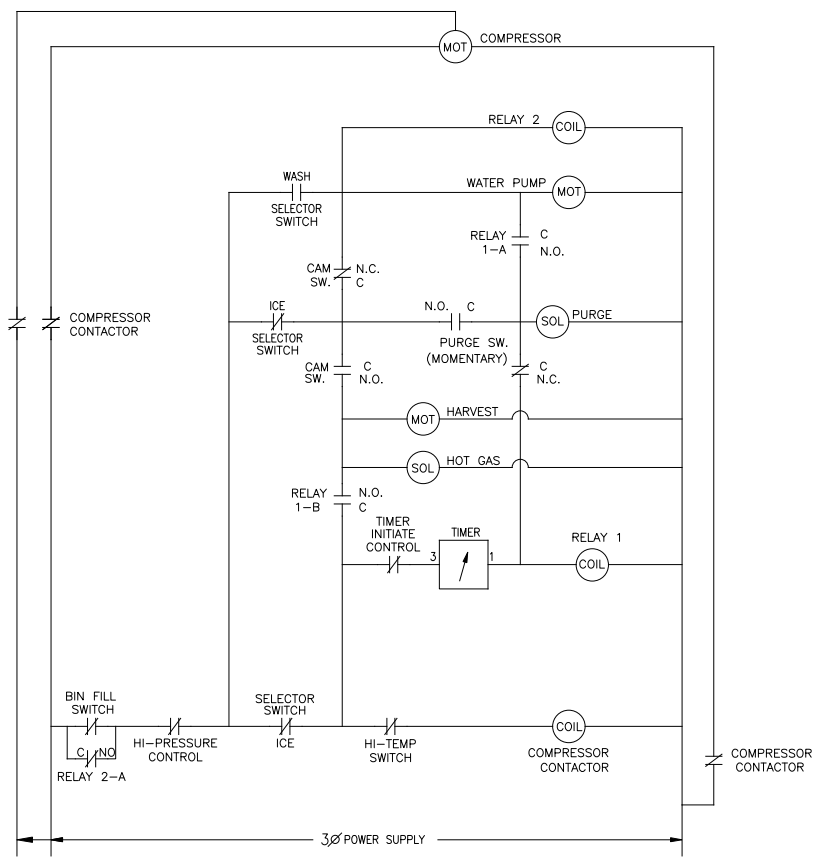 MOT
COMPRESSOR
RELAY 2
COIL
WASH
SELECTOR
SWITCH
WATER PUMP
MOT
RELAY
1-A
C
N.O.
CAM
SW.
N.C.
C
COMPRESSOR
CONTACTOR
ICE
SELECTOR
SWITCH
N.O. C
PURGE SW.
(MOMENTARY)
SOL
PURGE
CAM
SW.
C
N.O.
C
N.C.
MOT
HARVEST
SOL
HOT GAS
RELAY
1-B
N.O.
C
TIMER
INITIATE
CONTROL
TIMER
3
1
RELAY 1
COIL
BIN FILL
SWITCH
C NO
RELAY 2-A
HI-PRESSURE
CONTROL
SELECTOR
SWITCH
ICE
HI-TEMP
SWITCH
COIL
COMPRESSOR
CONTACTOR
COMPRESSOR
CONTACTOR
3Ø POWER SUPPLY